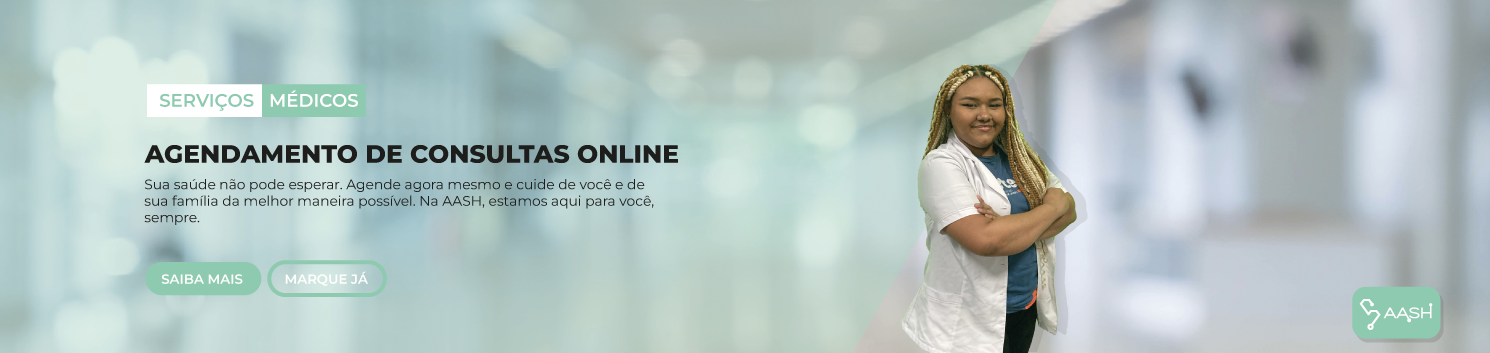 SERVIÇOS MÉDICOS
AGENDAMENTO DE CONSULTAS ONLINE
Sua saúde não pode esperar. Agende agora mesmo e cuide de você e de
sua família da melhor maneira possível. Na AASH, estamos aqui para você,
sempre.
SAIBA MAIS
MARQUE JÁ
AASH